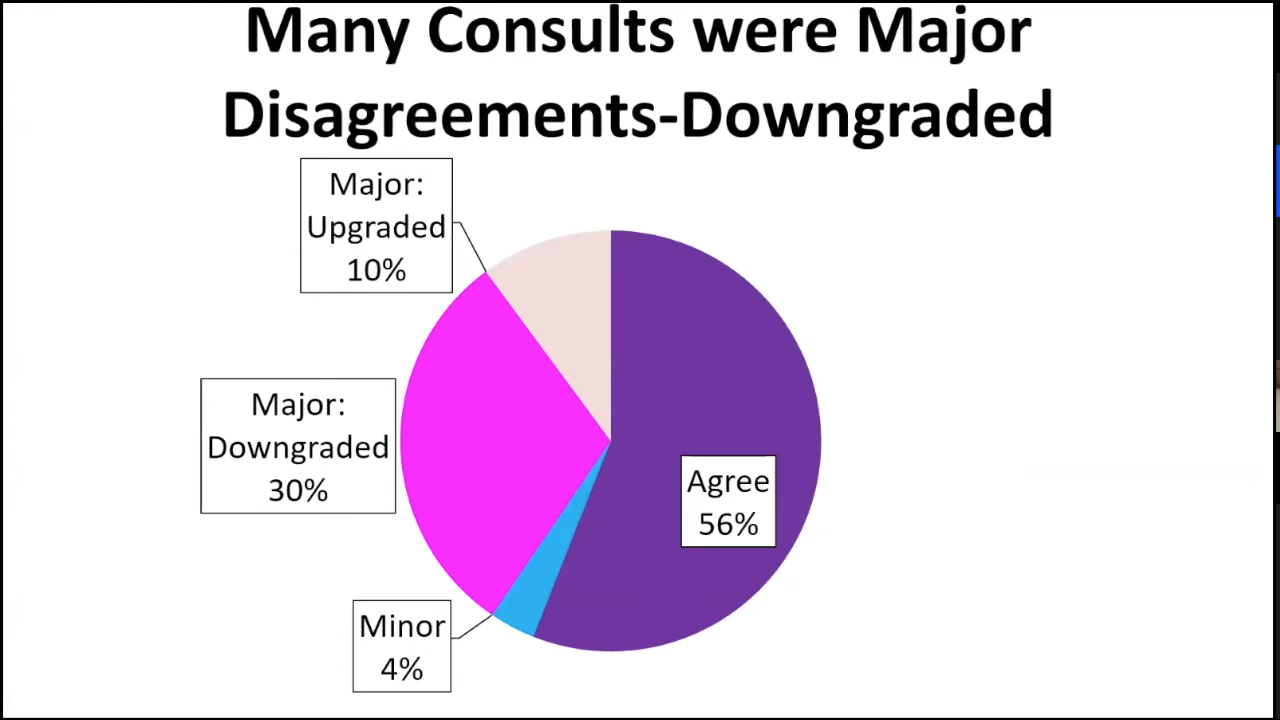 Many Consults were Major
Disagreements-Downgraded
Major:
Upgraded
10%
Major:
Downgraded
30%
Agree
56%
Minor
4%